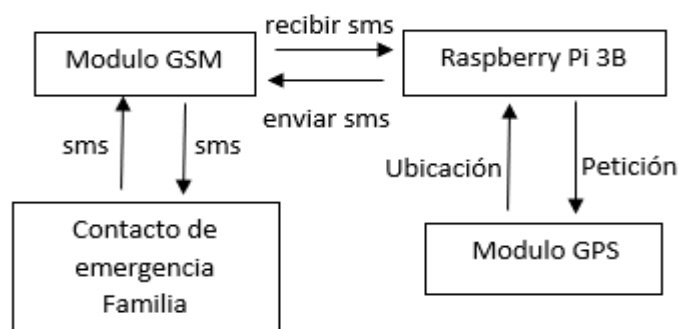 recibir sms
Modulo GSM
Raspberry Pi 3B
enviar sms
sms
sms
Ubicación
Petición
Contacto de
emergencia
Familia
Modulo GPS